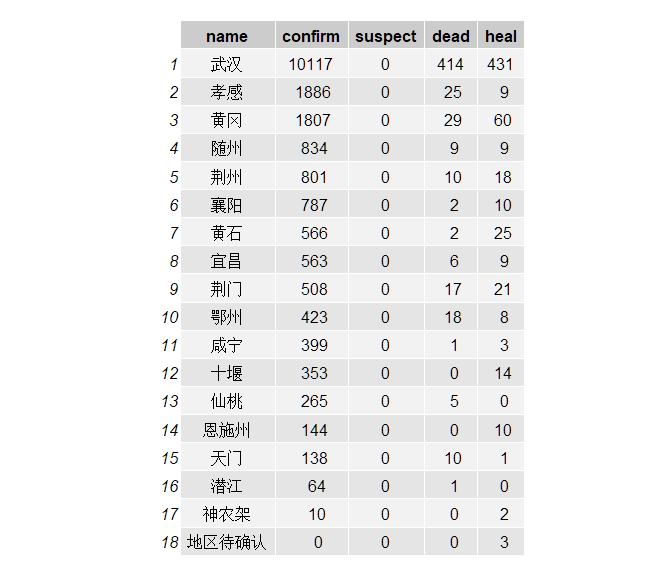 name confirm suspect dead heal
1 武汉 10117 0 414 431
2 孝感 1886 0 25 9
3 黄冈 1807 0 29 60
4 随州 834 0 9 9
5 荆州 801 0 10 18
6 襄阳 787 0 2 10
7 黄石 566 0 2 25
8 宜昌 563 0 6 9
9 荆门 508 0 17 21
10 鄂州 423 0 18 8
11 咸宁 399 0 1 3
12 十堰 353 0 0 14
13 仙桃 265 0 5 0
14 恩施州 144 0 0 10
15 天门 138 0 10 1
16 潜江 64 0 1 0
17 神农架 10 0 0 2
18 地区待确认 0 0 0 3